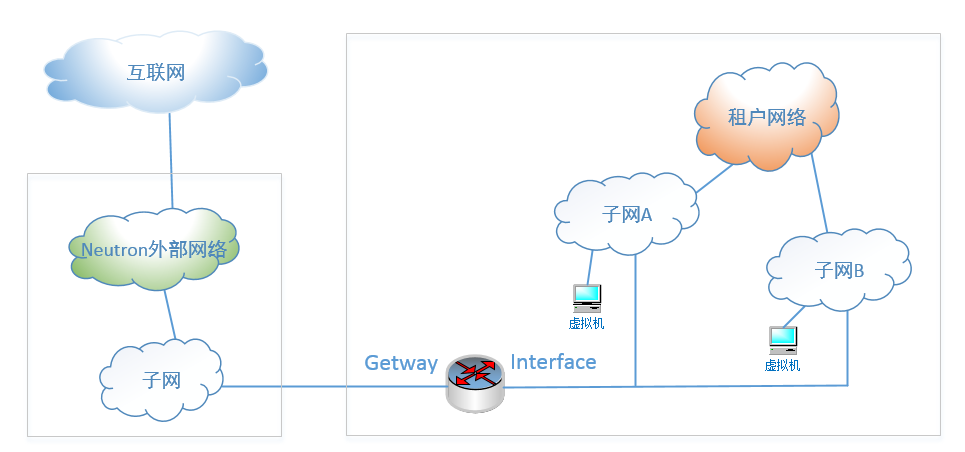 互联网
租户网络
子网A
Neutron外部网络
子网B
虚拟机
虚拟机
Getway
Interface
子网